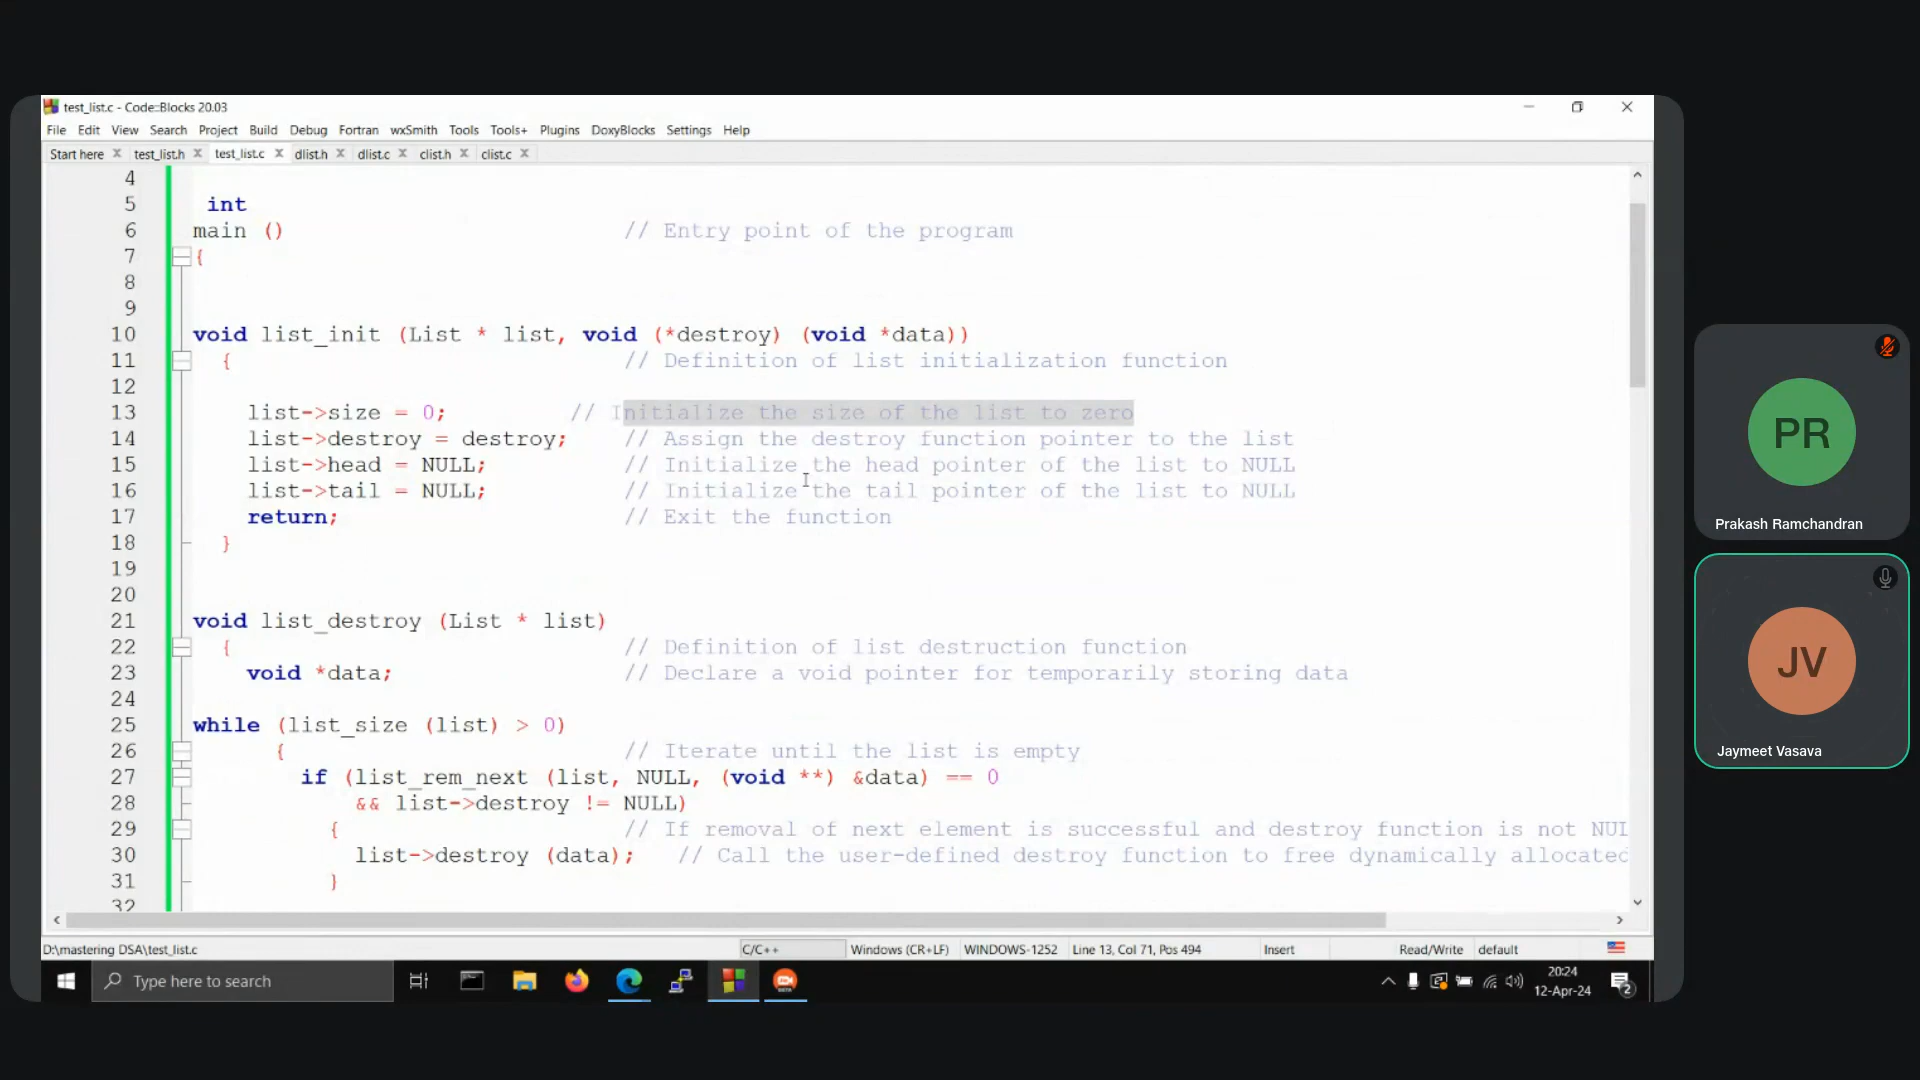 test_list.c - Code::Blocks 20.03
File Edit View Search Project Build Debug Fortran wxSmith Tools Tools+ Plugins DoxyBlocks Settings Help
Start here test_list.h test_list.c dlist.h dlist.c clist.h clist.c
4
5 int
6 main () // Entry point of the program
7 {
8
9
10 void list_init (List * list, void (*destroy) (void *data))
11 { // Definition of list initialization function
12
13 list->size = 0; // Initialize the size of the list to zero
14 list->destroy = destroy; // Assign the destroy function pointer to the list
15 list->head = NULL; // Initialize the head pointer of the list to NULL
16 list->tail = NULL; // Initialize the tail pointer of the list to NULL
17 return; // Exit the function
18 }
19
20
21 void list_destroy (List * list)
22 { // Definition of list destruction function
23 void *data; // Declare a void pointer for temporarily storing data
24
25 while (list_size (list) > 0)
26 { // Iterate until the list is empty
27 if (list_rem_next (list, NULL, (void **) &data) == 0
28 && list->destroy != NULL)
29 { // If removal of next element is successful and destroy function is not NUL
30 list->destroy (data); // Call the user-defined destroy function to free dynamically allocated
31 }
32
D:\mastering DSA\test_list.c C/C++ Windows (CR+LF) WINDOWS-1252 Line 13, Col 71, Pos 494 Insert Read/Write default
Type here to search
20:24
12-Apr-24
2
PR
Prakash Ramchandran
JV
Jaymeet Vasava